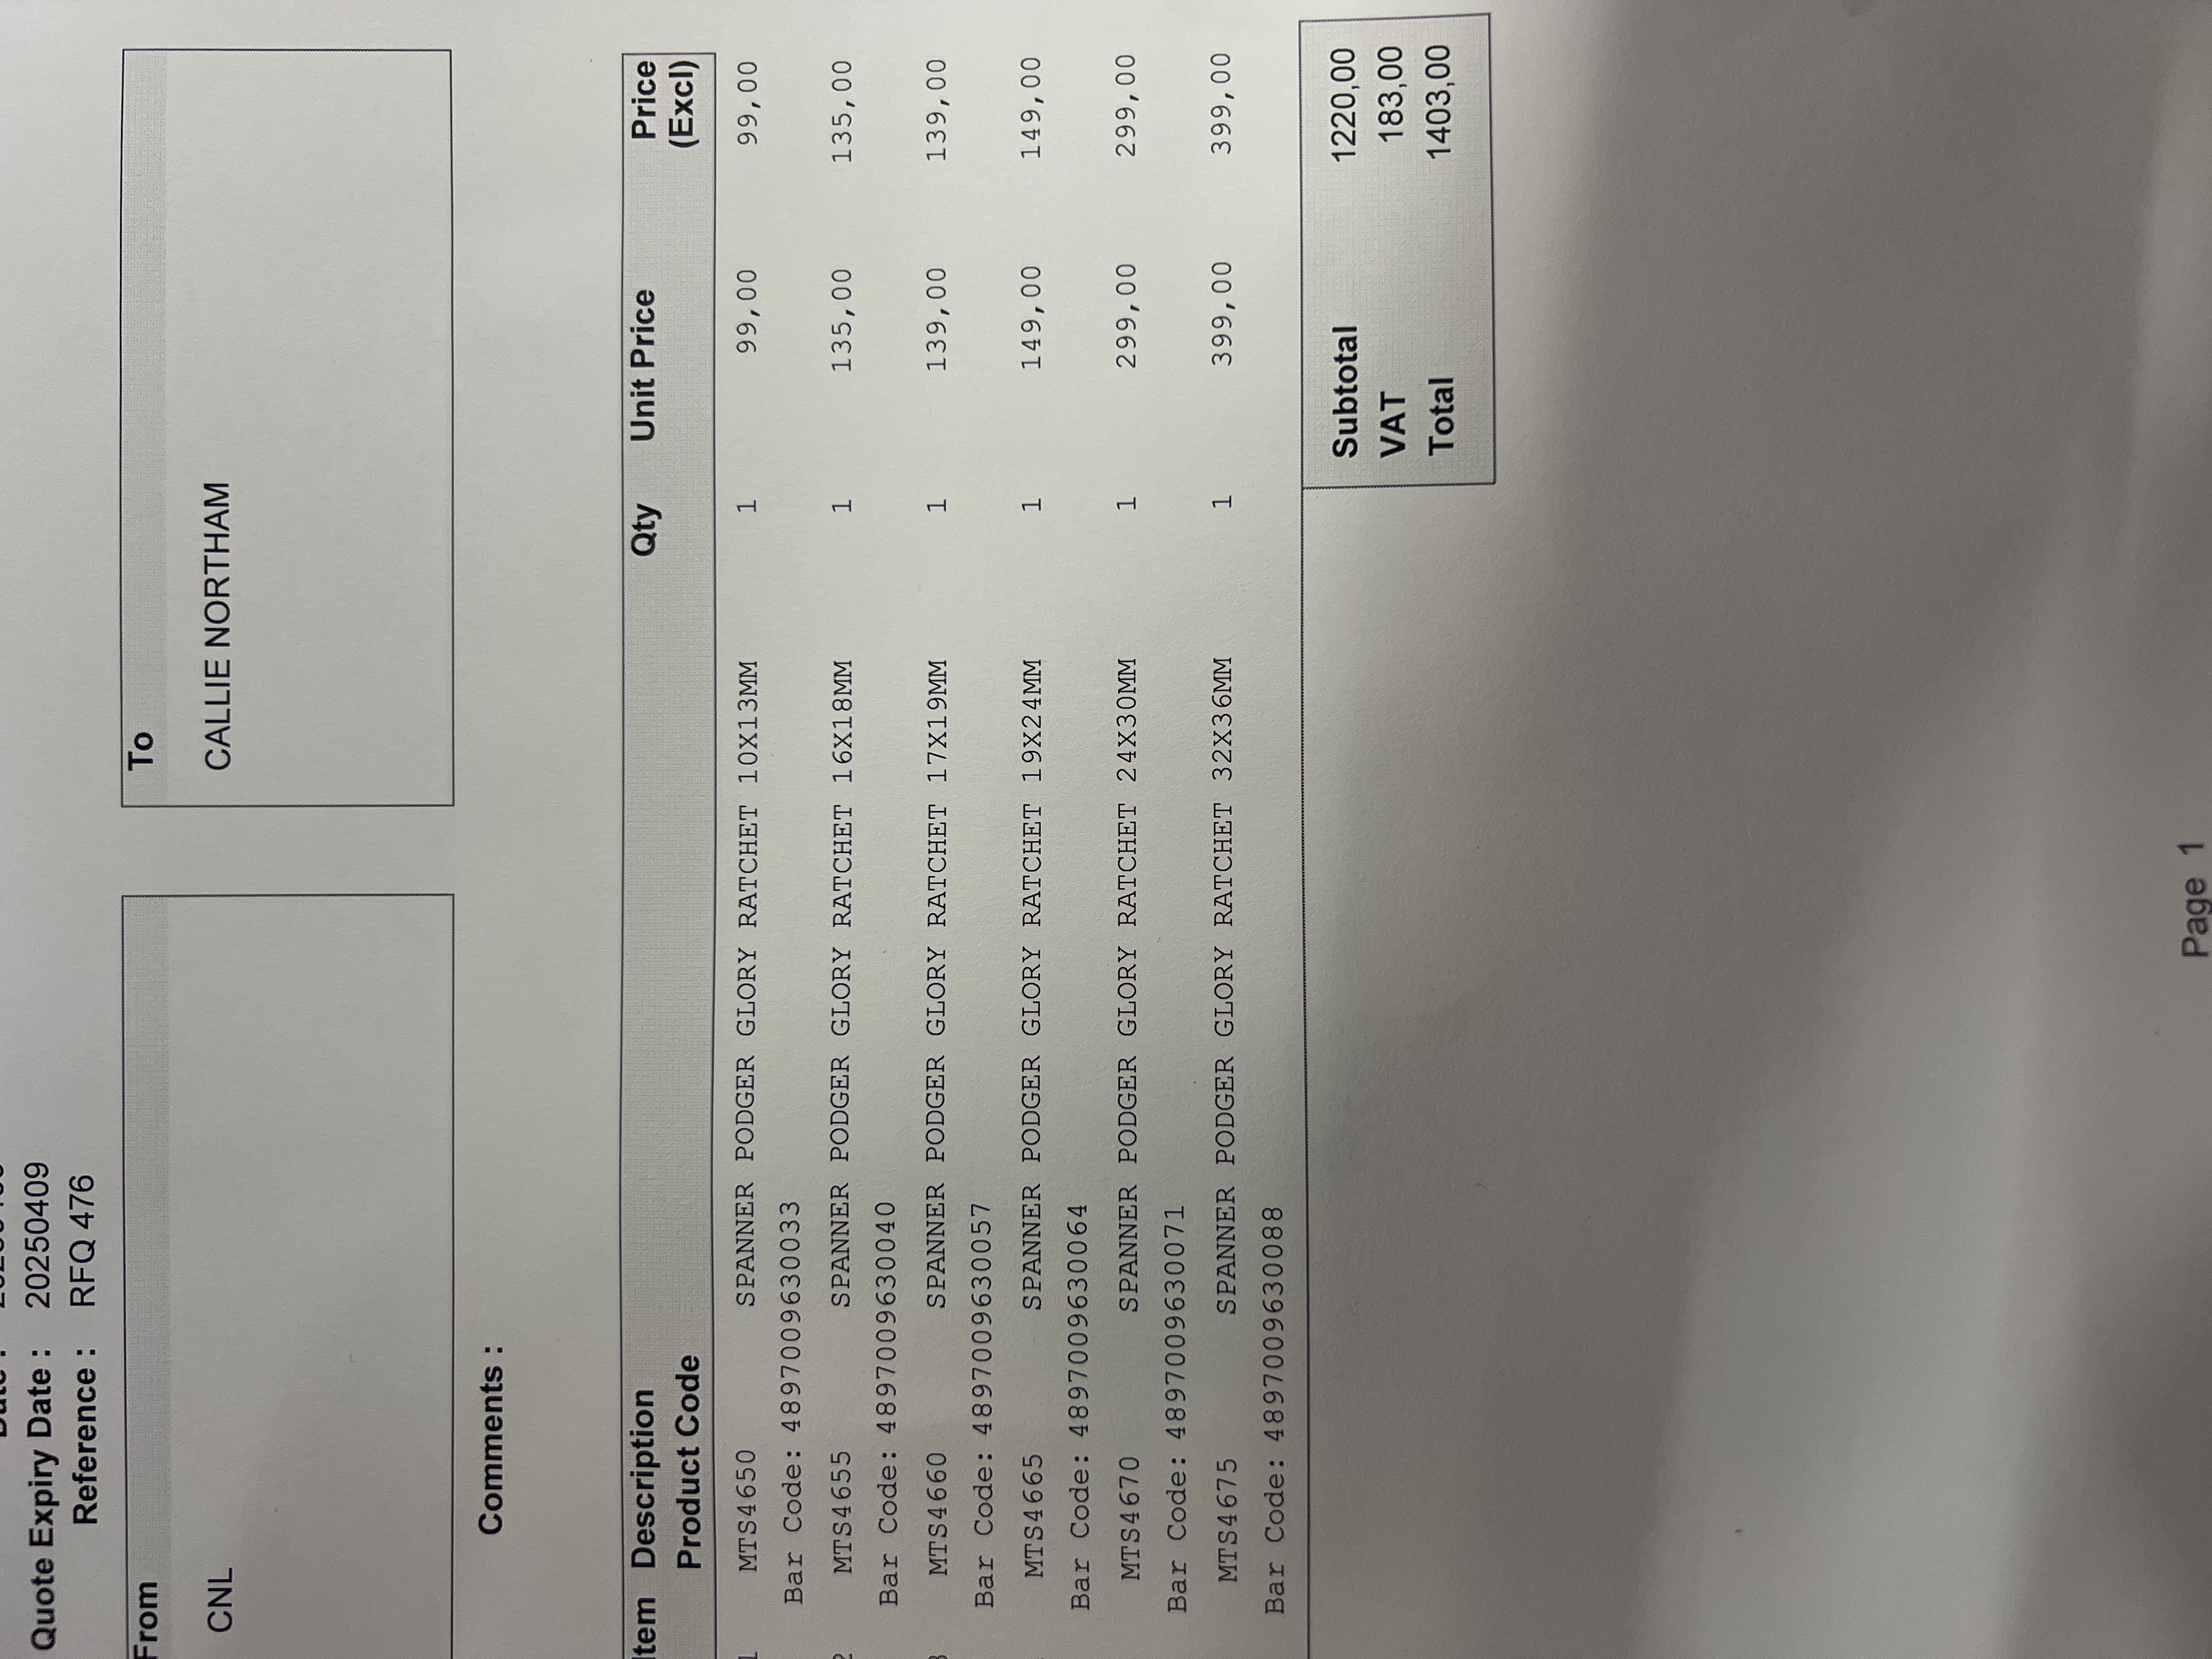 Quote Expiry Date : 20250409
Reference : RFQ 476
From
CNL
To
CALLIE NORTHAM
Comments :
Item Description Qty Unit Price Price
Product Code (Excl)
1 MTS4650 SPANNER PODGER GLORY RATCHET 10X13MM 1 99,00 99,00
Bar Code: 4897009630033
2 MTS4655 SPANNER PODGER GLORY RATCHET 16X18MM 1 135,00 135,00
Bar Code: 4897009630040
3 MTS4660 SPANNER PODGER GLORY RATCHET 17X19MM 1 139,00 139,00
Bar Code: 4897009630057
MTS4665 SPANNER PODGER GLORY RATCHET 19X24MM 1 149,00 149,00
Bar Code: 4897009630064
MTS4670 SPANNER PODGER GLORY RATCHET 24X30MM 1 299,00 299,00
Bar Code: 4897009630071
MTS4675 SPANNER PODGER GLORY RATCHET 32X36MM 1 399,00 399,00
Bar Code: 4897009630088
Subtotal 1220,00
VAT 183,00
Total 1403,00
Page 1